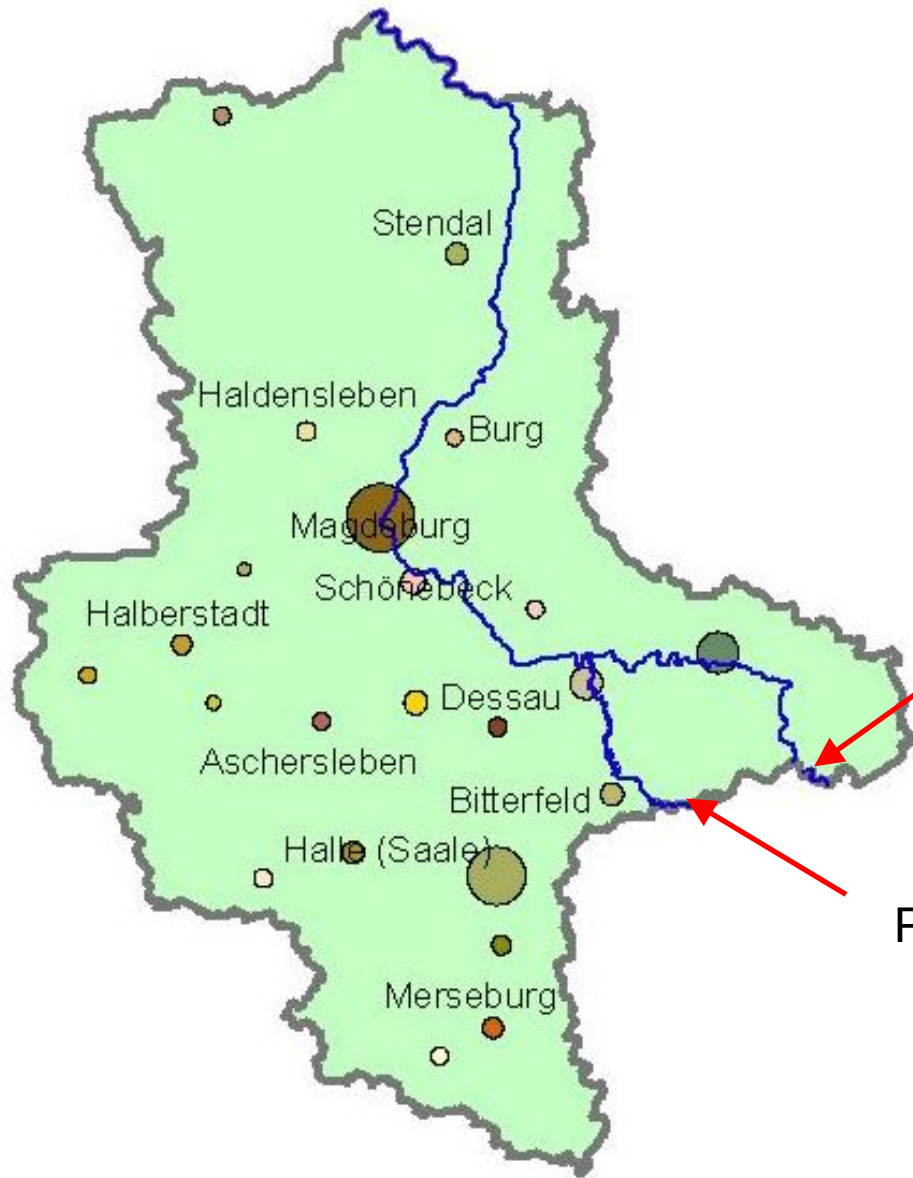 Stendal
Haldensleben
Burg
Magdeburg
Schönebeck
Halberstadt
Dessau
Aschersleben
Bitterfeld
Halle (Saale)
Merseburg